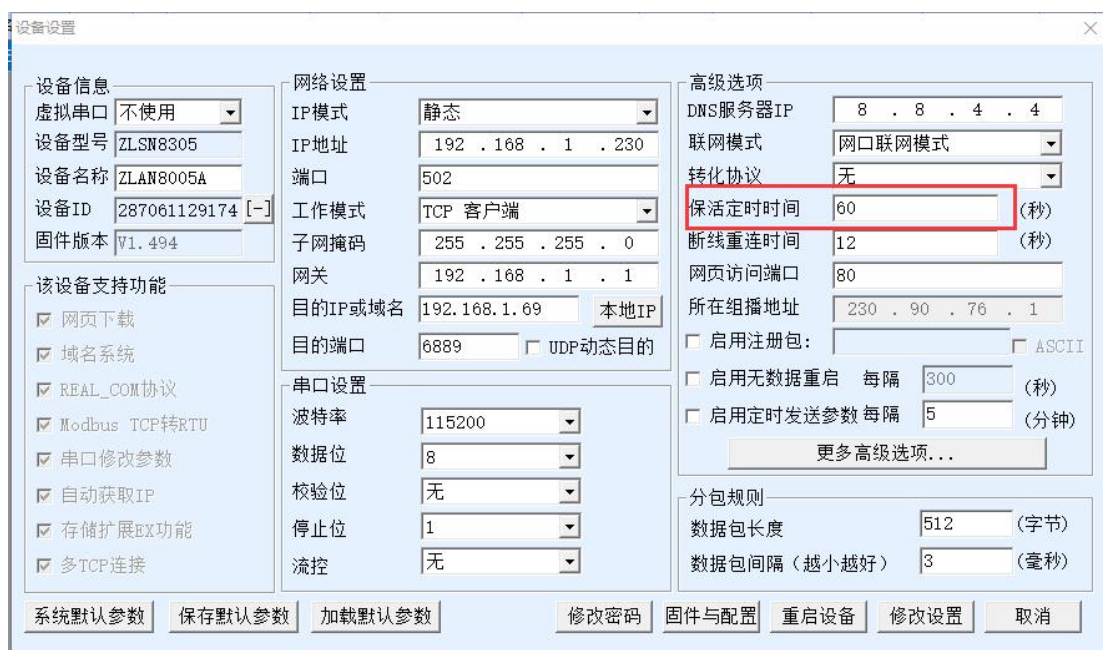 设备设置
设备信息
虚拟串口 不使用
设备型号 ZLSN8305
设备名称 ZLAN8005A
设备ID 287061129174 [-]
固件版本 V1.494
该设备支持功能
网页下载
域名系统
REAL_COM协议
Modbus TCP转RTU
串口修改参数
自动获取IP
存储扩展EX功能
多TCP连接
网络设置
IP模式 静态
IP地址 192 .168 . 1 .230
端口 502
工作模式 TCP 客户端
子网掩码 255 .255 .255 . 0
网关 192 .168 . 1 . 1
目的IP或域名 192.168.1.69 本地IP
目的端口 6889 UDP动态目的
串口设置
波特率 115200
数据位 8
校验位 无
停止位 1
流控 无
高级选项
DNS服务器IP 8 . 8 . 4 . 4
联网模式 网口联网模式
转化协议 无
保活定时时间 60 (秒)
断线重连时间 12 (秒)
网页访问端口 80
所在组播地址 230 . 90 . 76 . 1
启用注册包: ASCII
启用无数据重启 每隔 300 (秒)
启用定时发送参数 每隔 5 (分钟)
更多高级选项...
分包规则
数据包长度 512 (字节)
数据包间隔(越小越好) 3 (毫秒)
系统默认参数 保存默认参数 加载默认参数 修改密码 固件与配置 重启设备 修改设置 取消